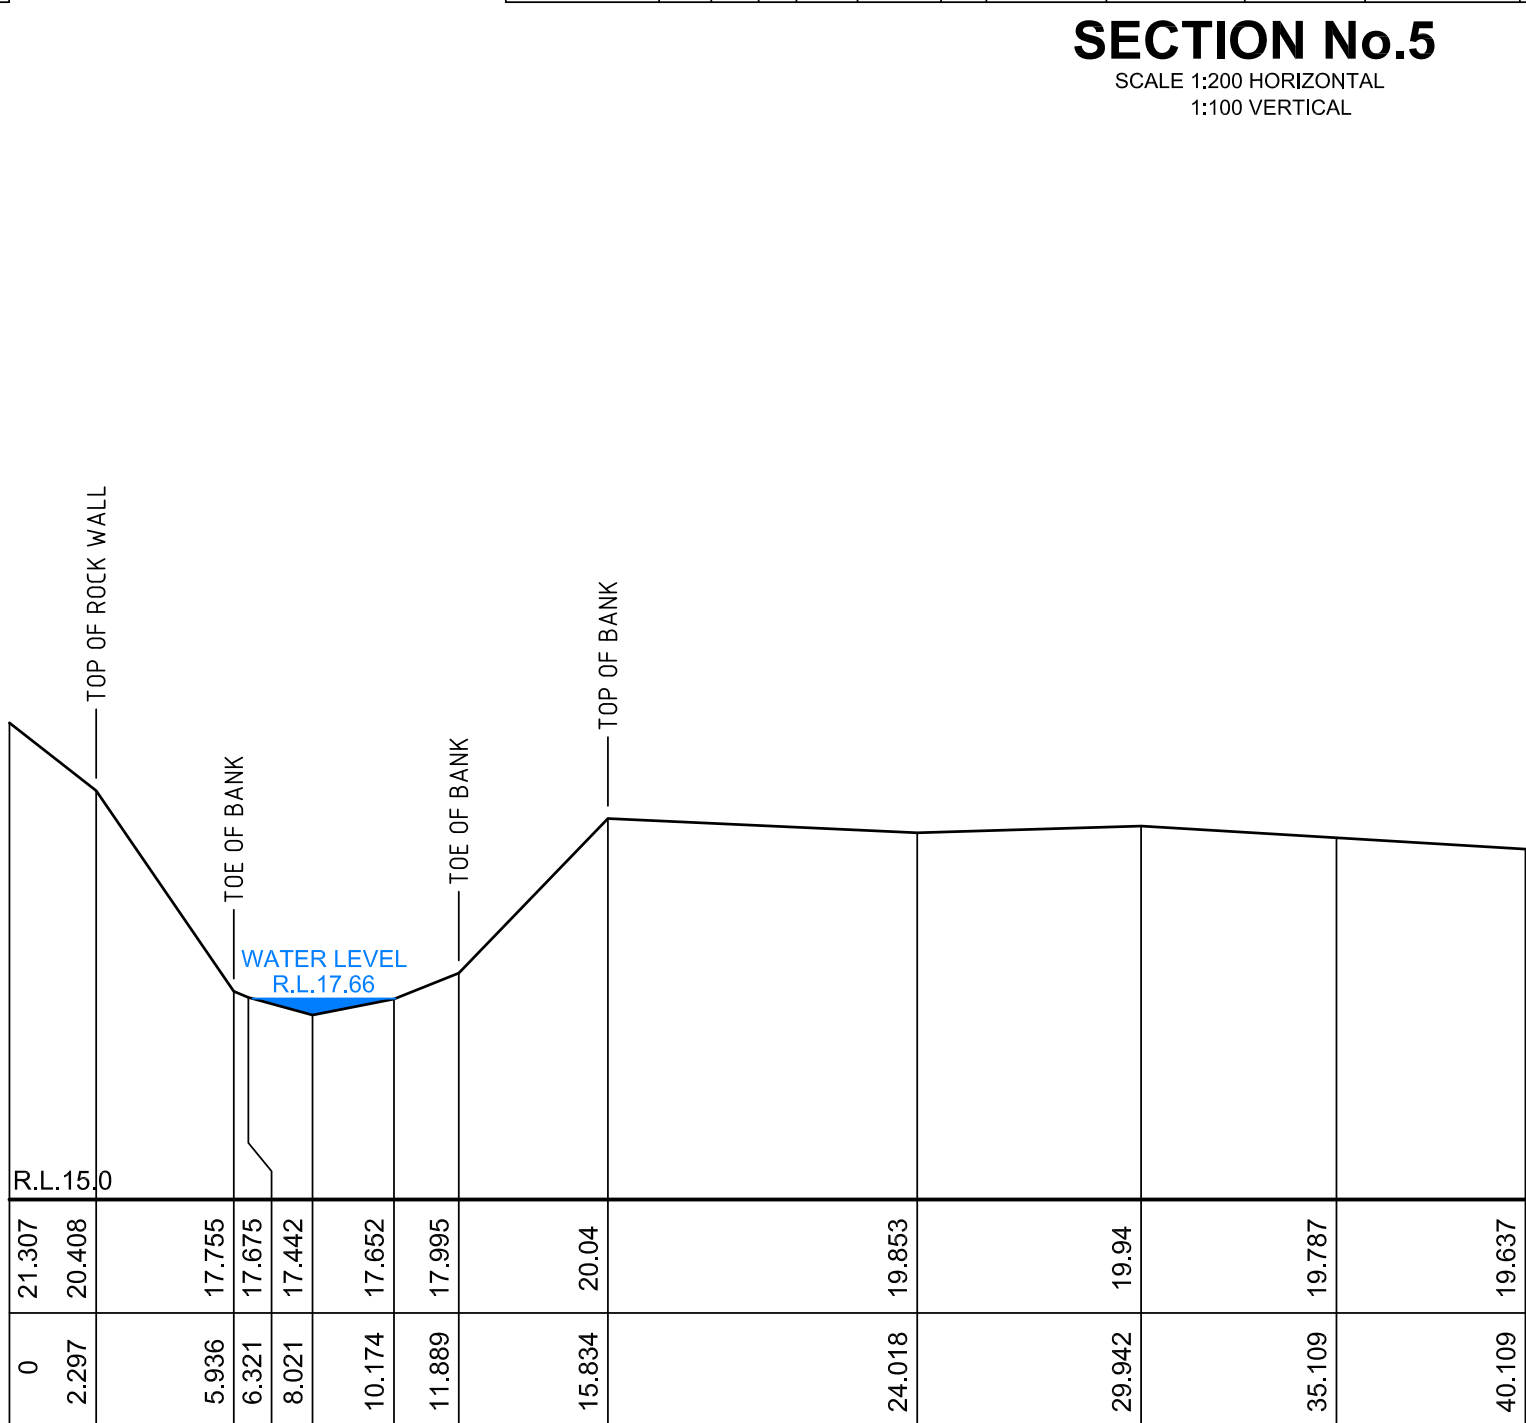 SECTION No.5
SCALE 1:200 HORIZONTAL
1:100 VERTICAL
TOP OF ROCK WALL
TOE OF BANK
TOE OF BANK
TOP OF BANK
WATER LEVEL
R.L.17.66
R.L.15.0
21.307 20.408 17.755 17.675 17.442 17.652 17.995 20.04 19.853 19.94 19.787 19.637
0 2.297 5.936 6.321 8.021 10.174 11.889 15.834 24.018 29.942 35.109 40.109